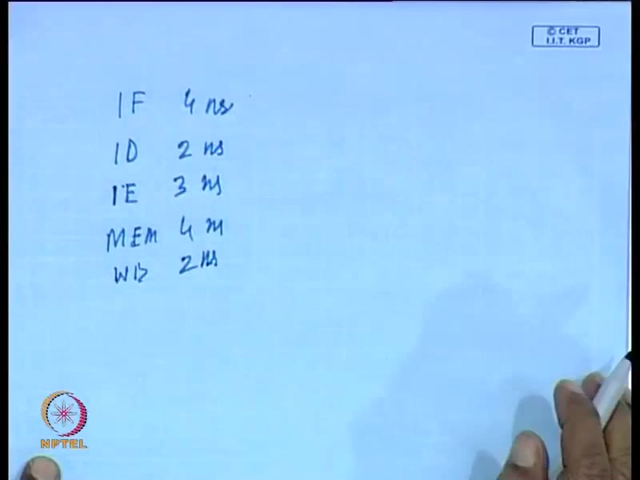 © CET
I.I.T. KGP
IF 4 ns
ID 2 ns
IE 3 ns
MEM 4 ns
WB 2 ns
NPTEL